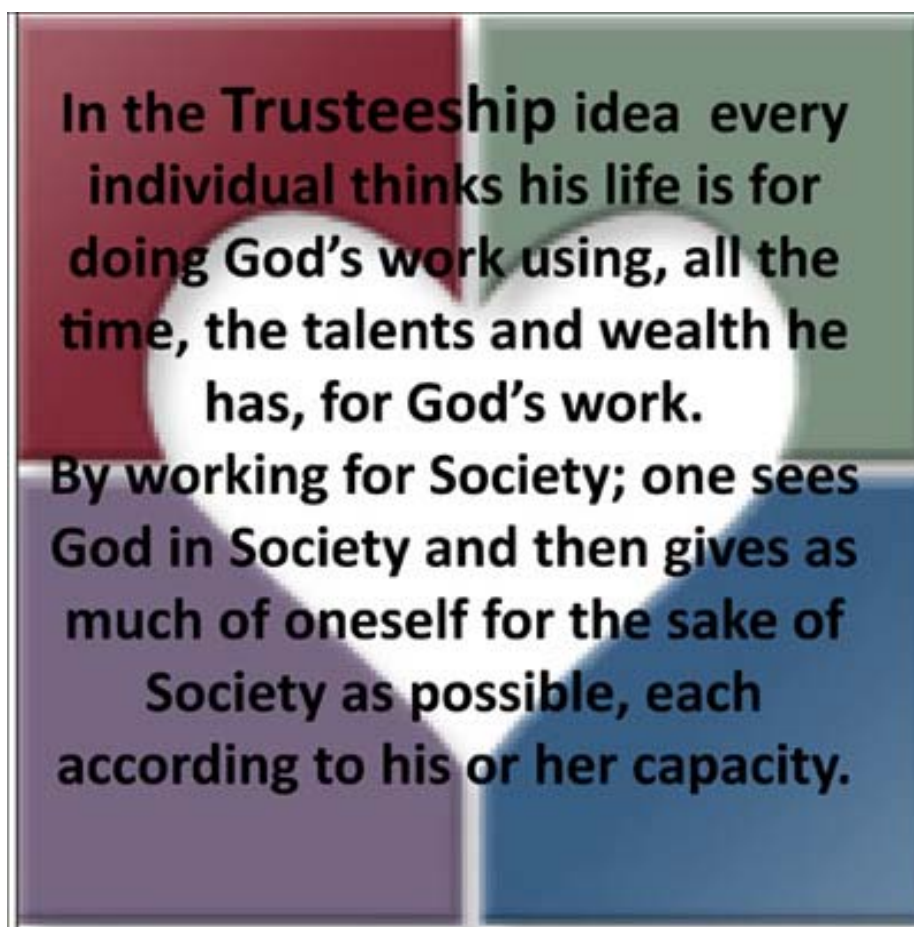 In the Trusteeship idea every
individual thinks his life is for
doing God’s work using, all the
time, the talents and wealth he
has, for God’s work.
By working for Society; one sees
God in Society and then gives as
much of oneself for the sake of
Society as possible, each
according to his or her capacity.